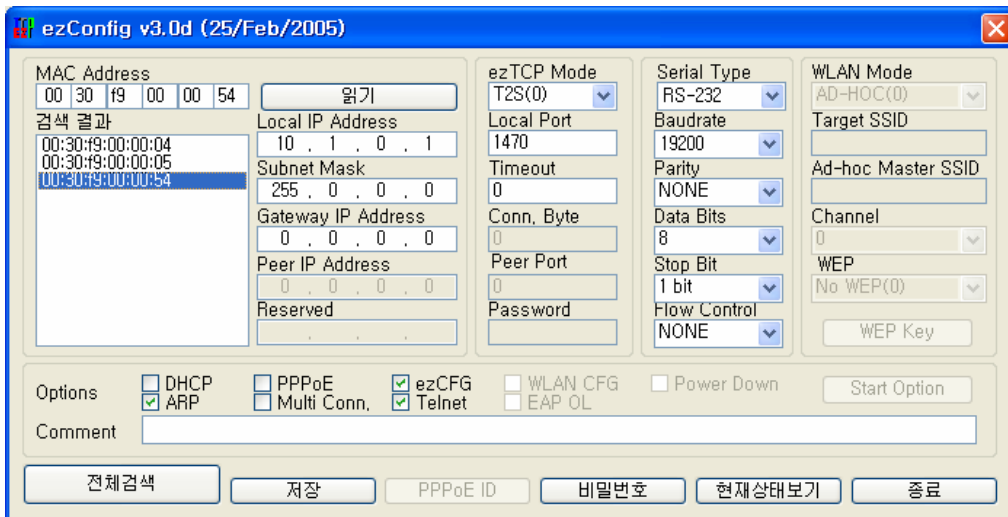 ezConfig v3.0d (25/Feb/2005)
MAC Address
00 30 f9 00 00 54
읽기
검색 결과
00:30:f9:00:00:04
00:30:f9:00:00:05
00:30:f9:00:00:54
Local IP Address
10 . 1 . 0 . 1
Subnet Mask
255 . 0 . 0 . 0
Gateway IP Address
0 . 0 . 0 . 0
Peer IP Address
0 . 0 . 0 . 0
Reserved
. . .
ezTCP Mode
T2S(0)
Local Port
1470
Timeout
0
Conn. Byte
0
Peer Port
0
Password
Serial Type
RS-232
Baudrate
19200
Parity
NONE
Data Bits
8
Stop Bit
1 bit
Flow Control
NONE
WLAN Mode
AD-HOC(0)
Target SSID
Ad-hoc Master SSID
Channel
0
WEP
No WEP(0)
WEP Key
Options
DHCP PPPoE ezCFG WLAN CFG Power Down
ARP Multi Conn. Telnet EAP OL
Start Option
Comment
전체검색 저장 PPPoE ID 비밀번호 현재상태보기 종료